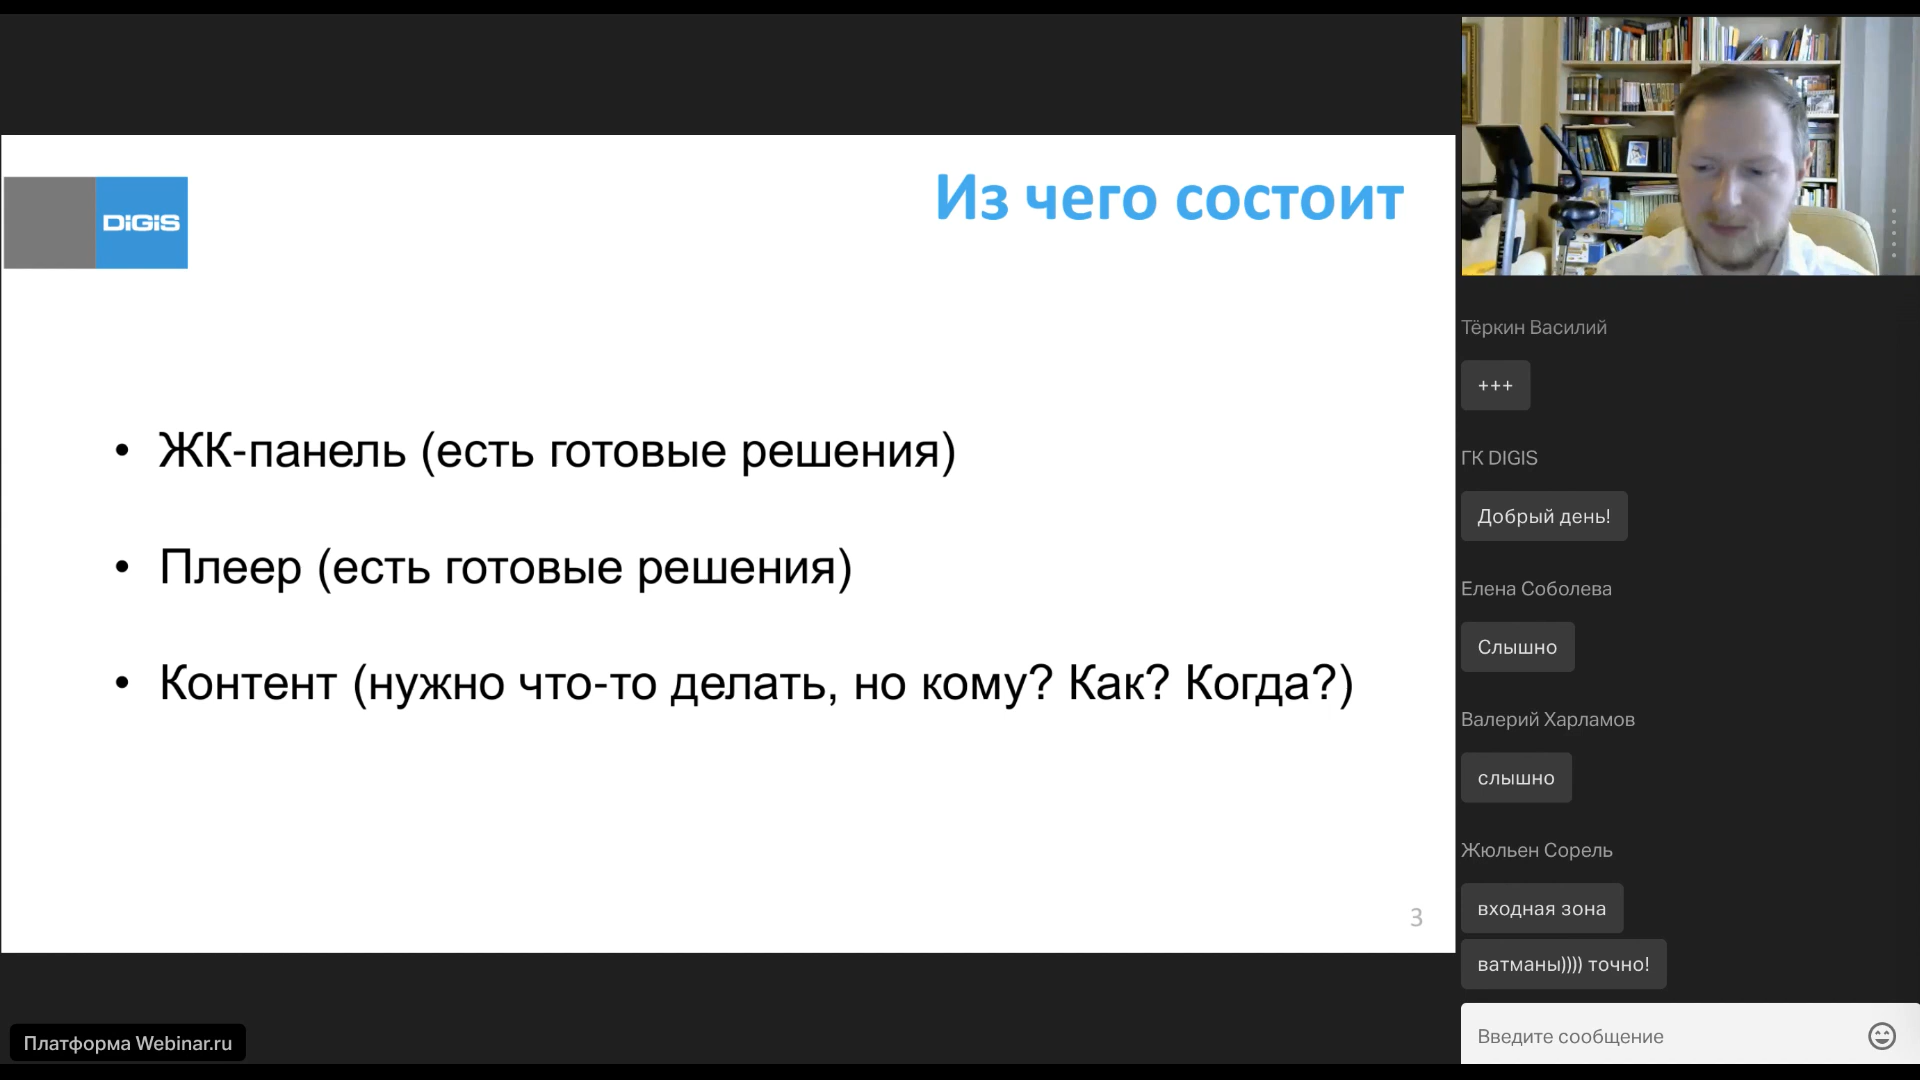 DiGiS
Из чего состоит
• ЖК-панель (есть готовые решения)
• Плеер (есть готовые решения)
• Контент (нужно что-то делать, но кому? Как? Когда?)
3
Платформа Webinar.ru
Тёркин Василий
+++
ГК DIGIS
Добрый день!
Елена Соболева
Слышно
Валерий Харламов
слышно
Жюльен Сорель
входная зона
ватманы)))) точно!
Введите сообщение